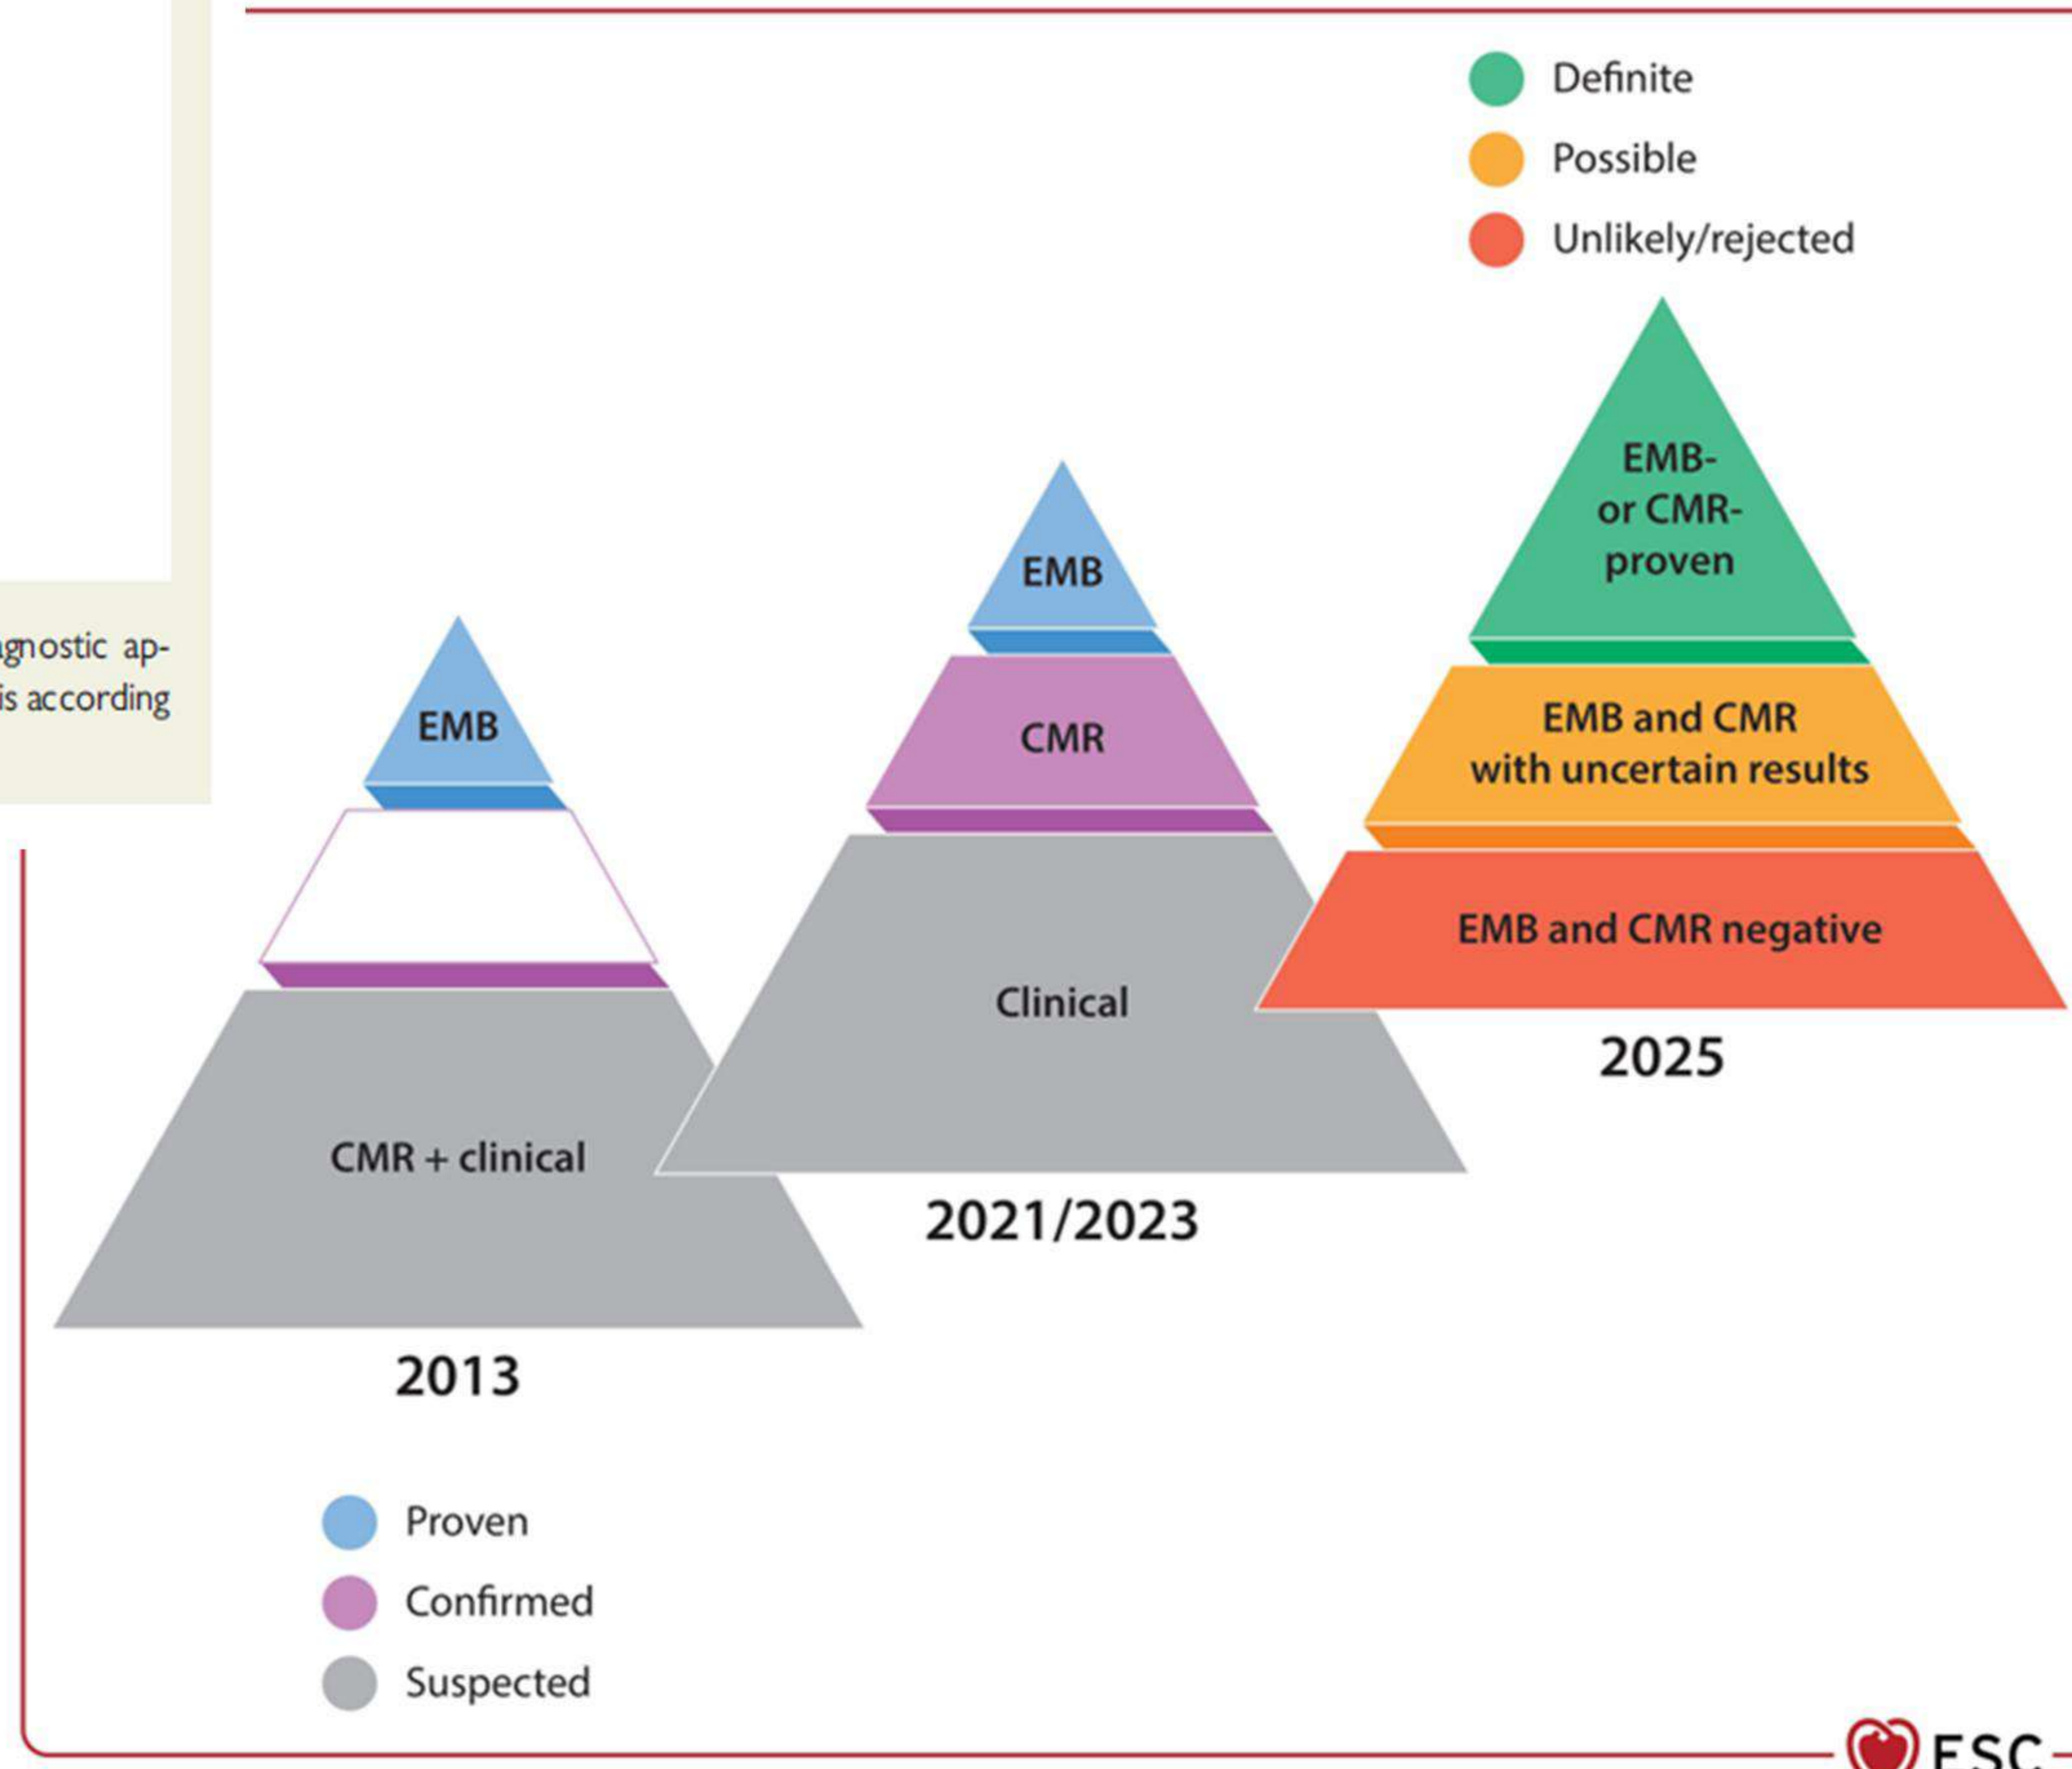 Definite
Possible
Unlikely/rejected
EMB-
or CMR-
proven
EMB and CMR
with uncertain results
EMB and CMR negative
2025
EMB
CMR
Clinical
2021/2023
EMB
CMR + clinical
2013
Proven
Confirmed
Suspected
ap-
is according
ESC